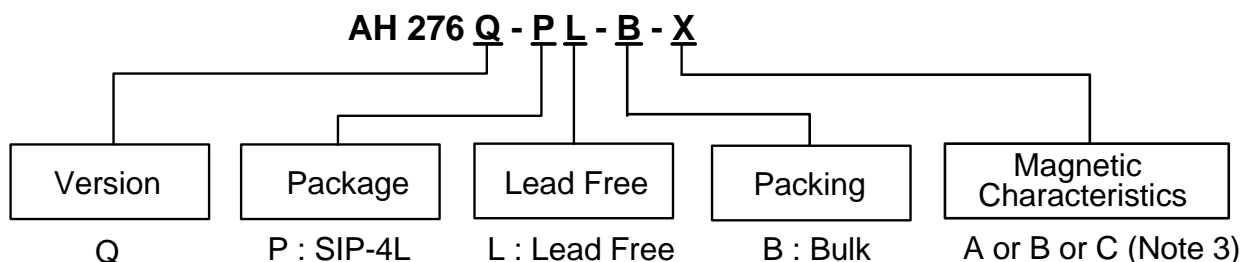 AH 276 Q - P L - B - X
Version
Package
Lead Free
Packing
Magnetic
Characteristics
Q
P : SIP-4L
L : Lead Free
B : Bulk
A or B or C (Note 3)